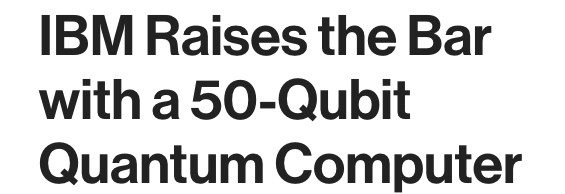 IBM Raises the Bar
with a 50-Qubit
Quantum Computer